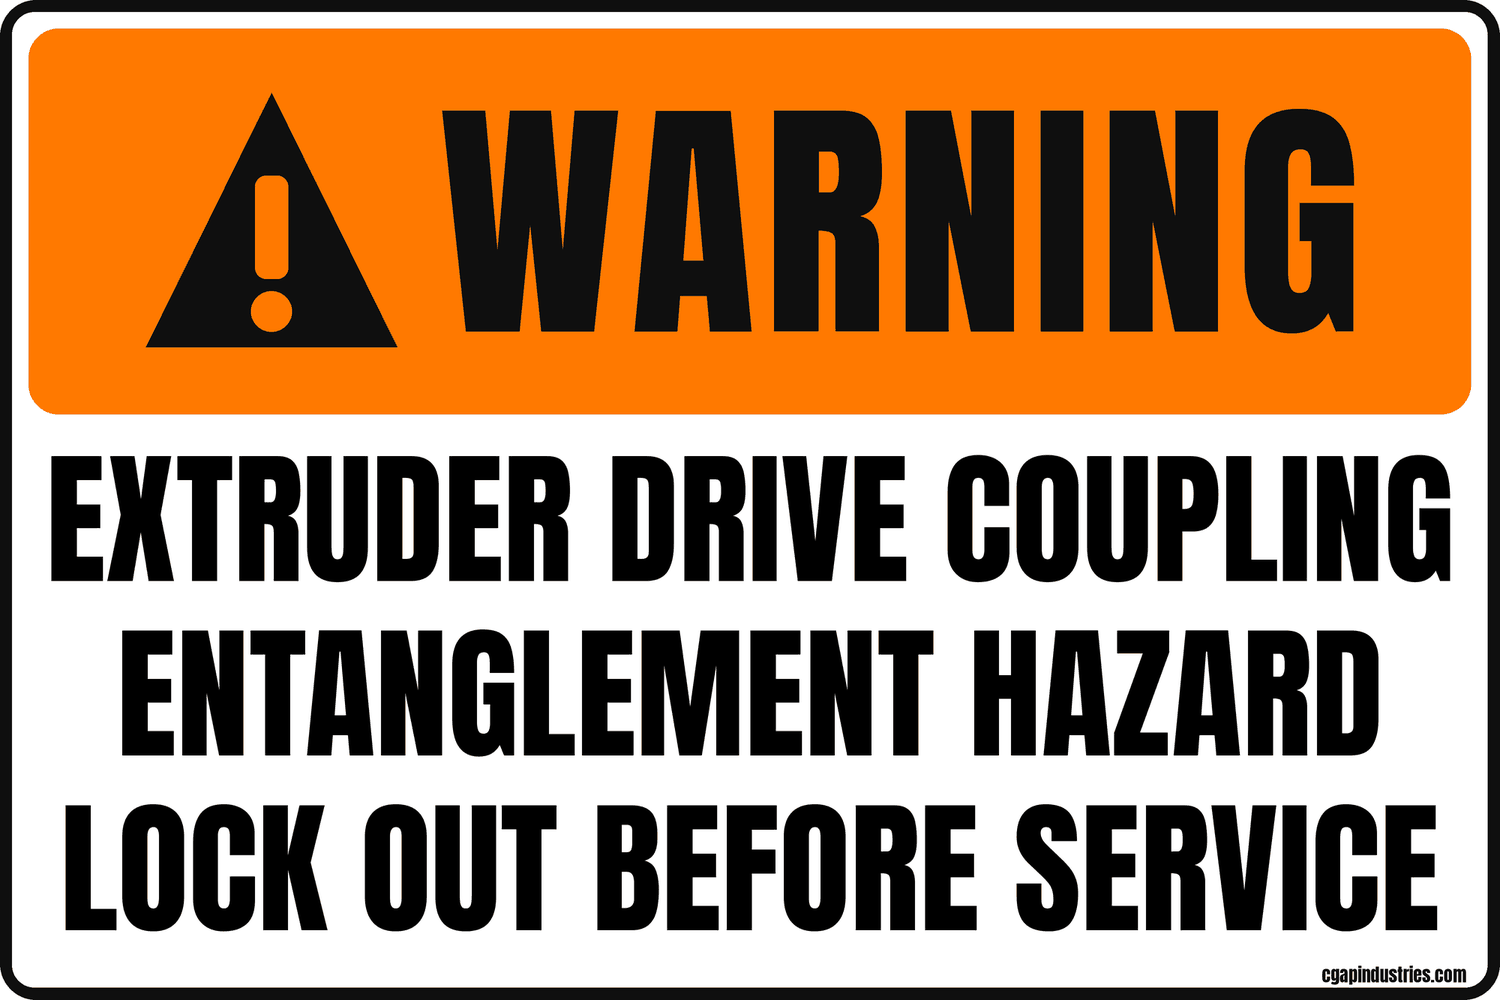 WARNING
EXTRUDER DRIVE COUPLING
ENTANGLEMENT HAZARD
LOCK OUT BEFORE SERVICE
cgapindustries.com